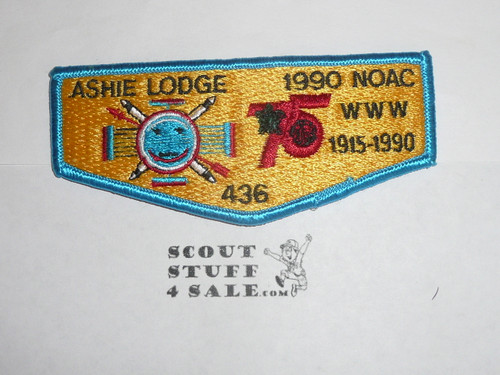 ASHIE LODGE
1990 NOAC
75
WWW
1915-1990
436
SCOUT
STUFF
4 SALE.COM